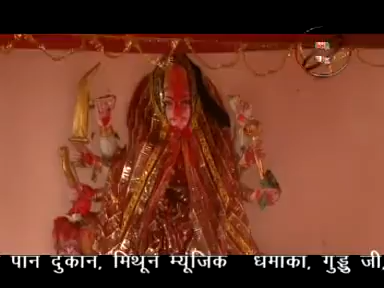 पान दुकान, मिथून म्यूजिक धमाका, गुड्डु जी,